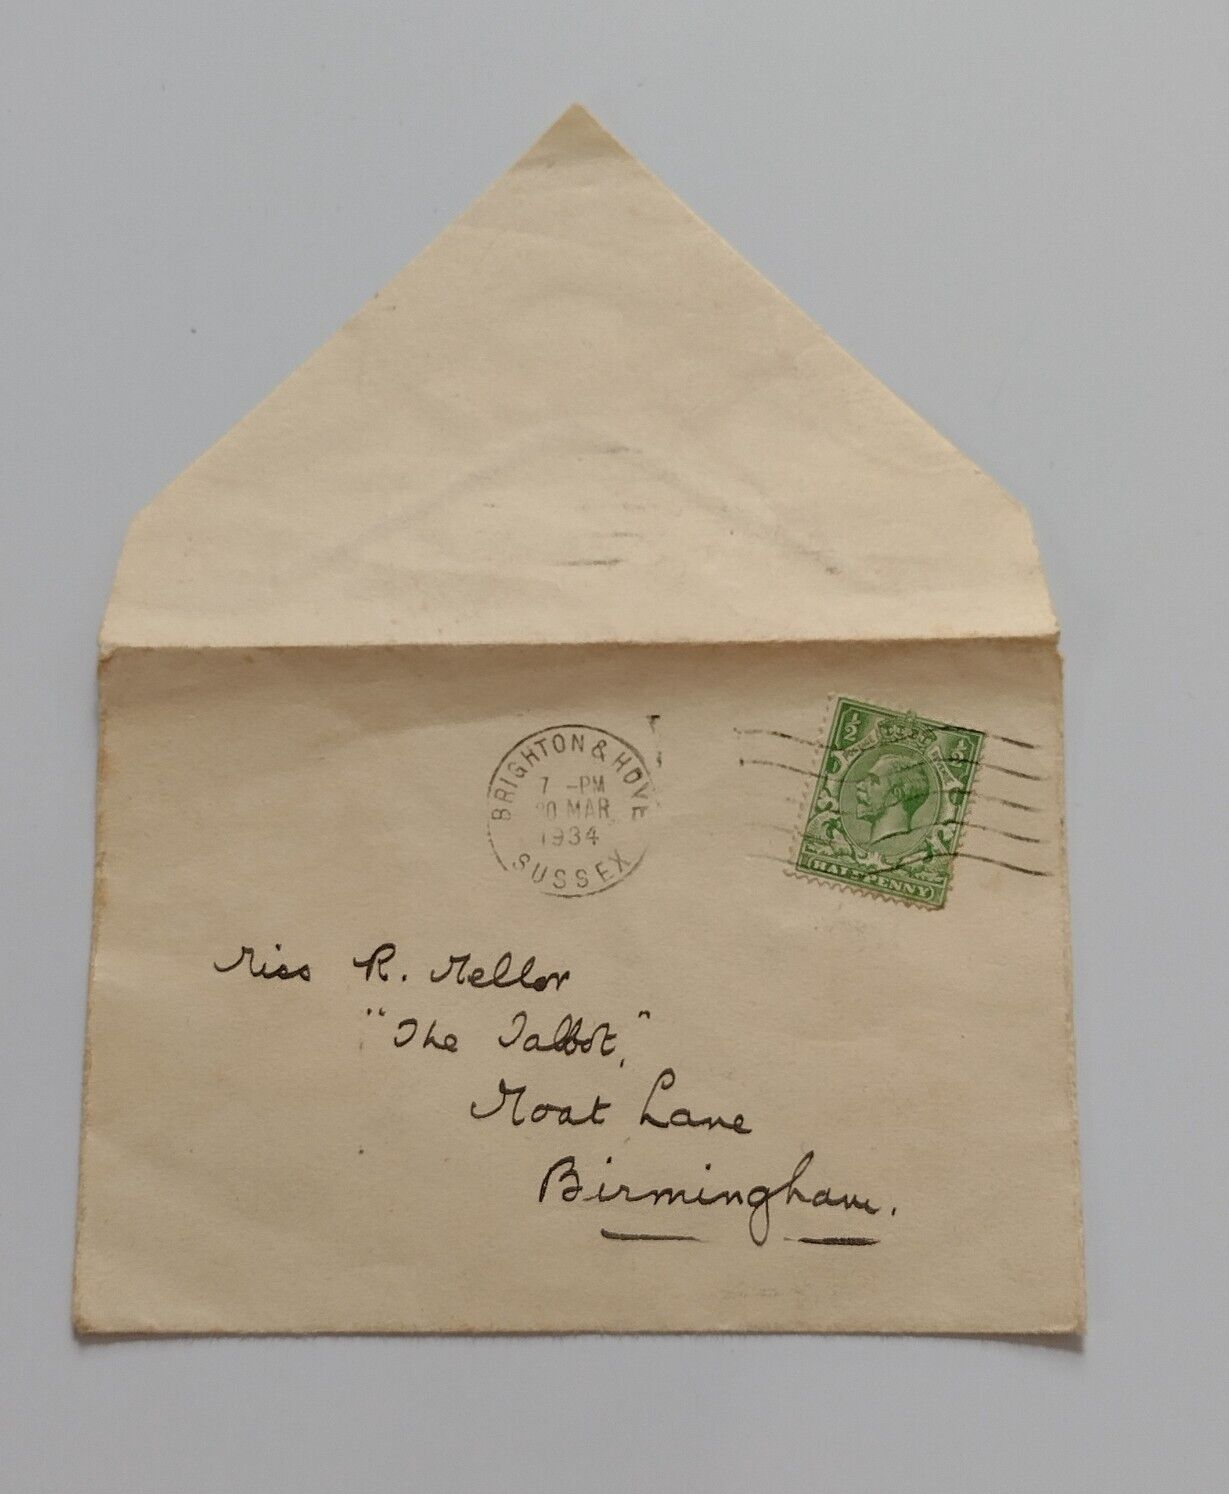 BRIGHTON & HOVE
7 -PM
20 MAR
1934
SUSSEX
½ ½
HALFPENNY
Miss R. Mellor
"The Talbot,"
Moat Lane
Birmingham.